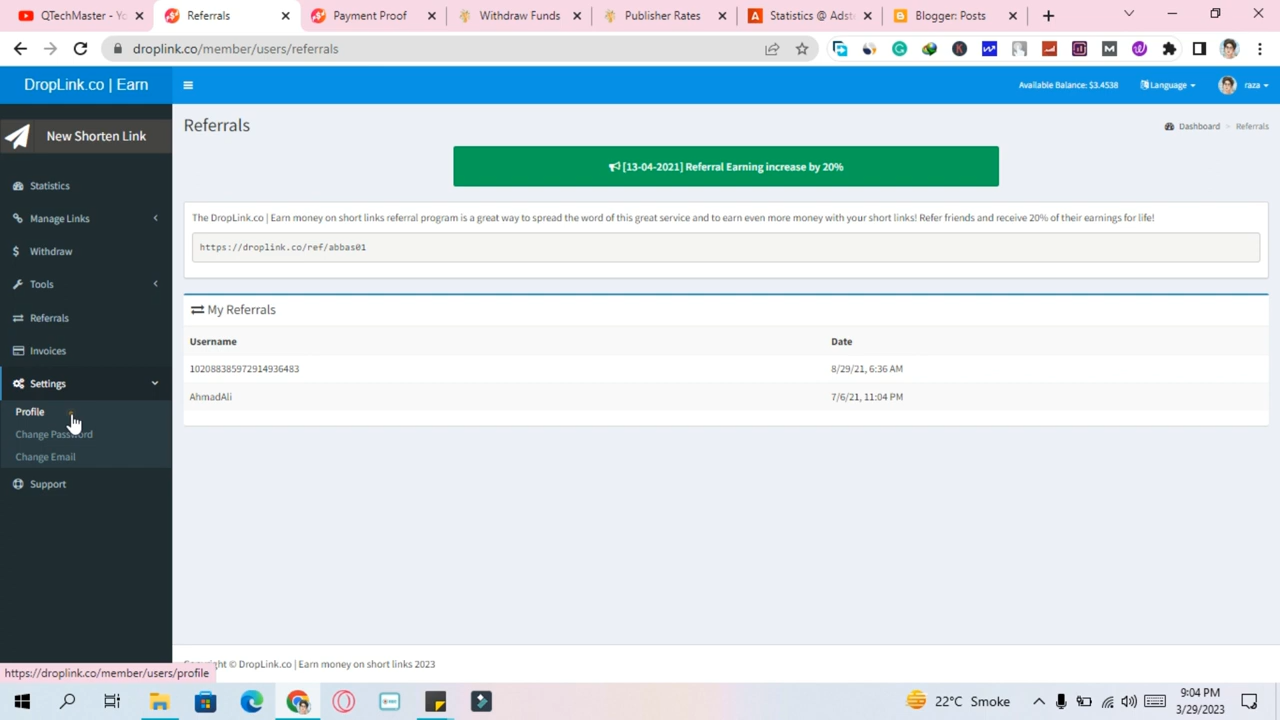 QTechMaster - Yo
Referrals
Payment Proof
Withdraw Funds
Publisher Rates
Statistics @ Adst
Blogger: Posts
droplink.co/member/users/referrals
DropLink.co | Earn
Available Balance: $3.4538
Language
raza
New Shorten Link
Referrals
Dashboard
Referrals
[13-04-2021] Referral Earning increase by 20%
Statistics
Manage Links
Withdraw
Tools
Referrals
Invoices
Settings
Profile
Change Password
Change Email
Support
The DropLink.co | Earn money on short links referral program is a great way to spread the word of this great service and to earn even more money with your short links! Refer friends and receive 20% of their earnings for life!
https://droplink.co/ref/abbas01
My Referrals
Username Date
102088385972914936483 8/29/21, 6:36 AM
AhmadAli 7/6/21, 11:04 PM
https://droplink.co/member/users/profile
ght © DropLink.co | Earn money on short links 2023
22°C Smoke
9:04 PM
3/29/2023